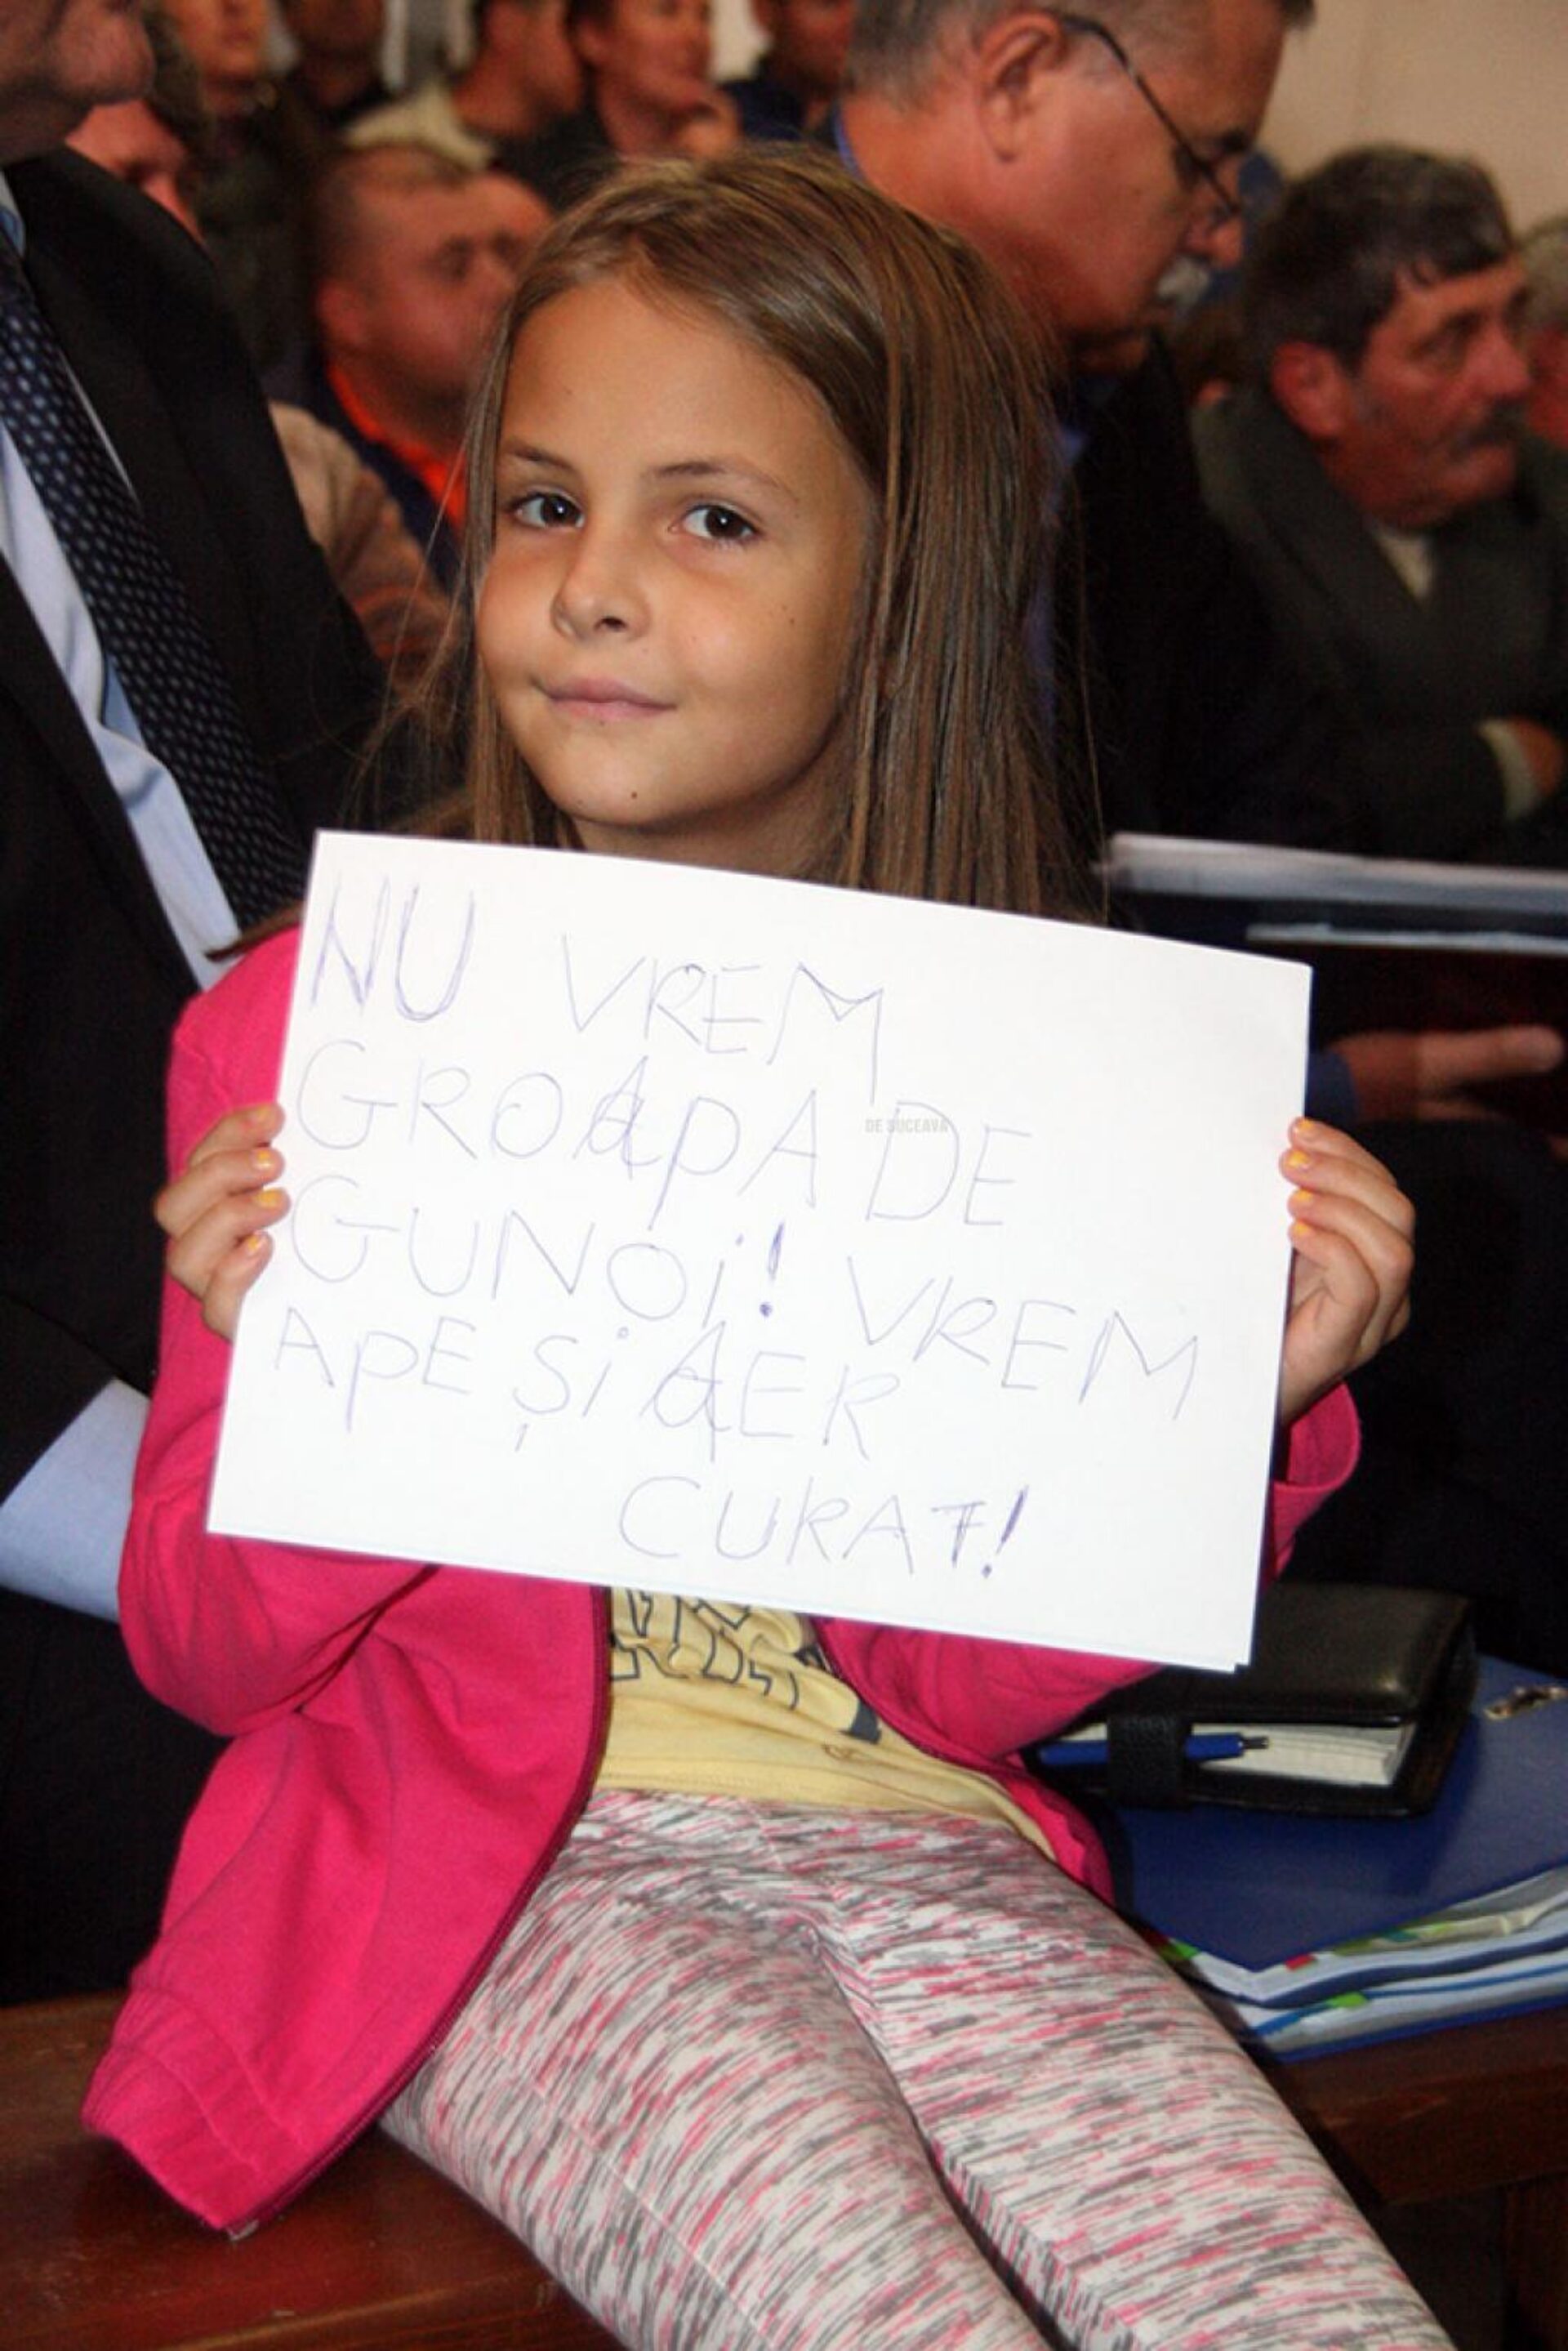 NU VREM
GROAPA DE
GUNOi! VREM
APE ȘI AER
CURAT!
DE SUCEAVA